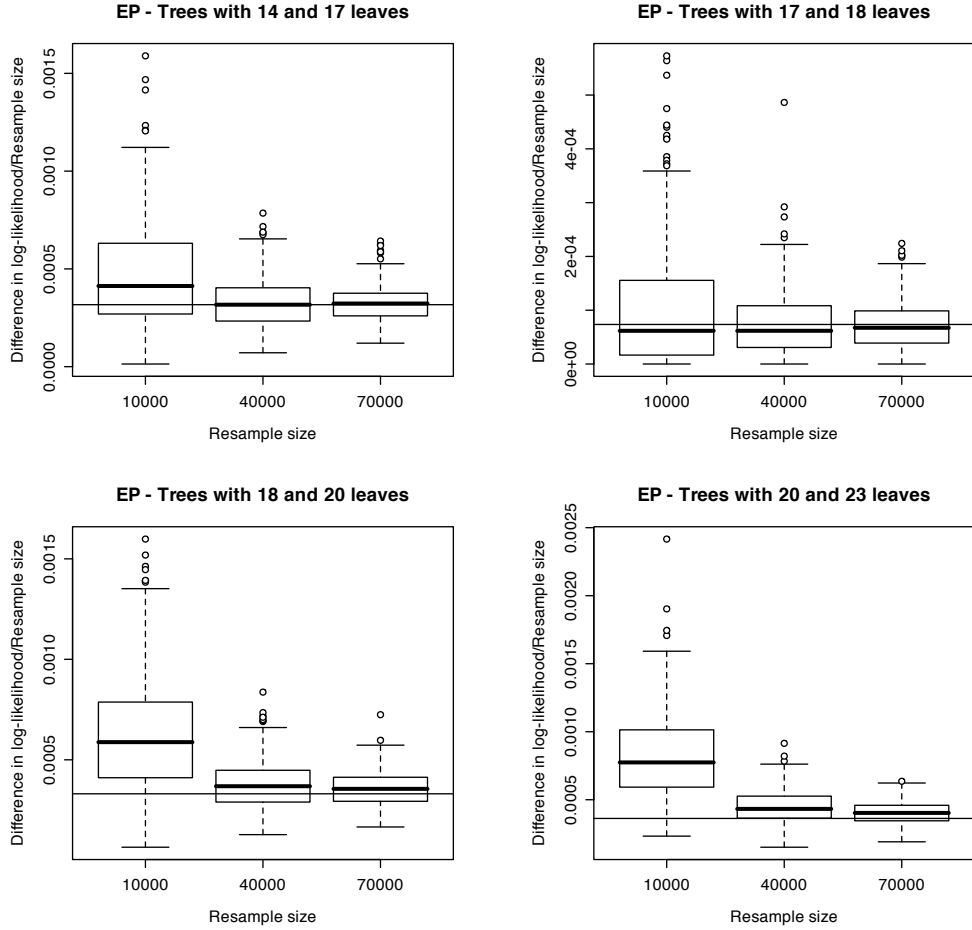 EP - Trees with 14 and 17 leaves
Difference in log-likelihood/Resample size
0.0000
0.0005
0.0010
0.0015
10000
40000
70000
Resample size
EP - Trees with 17 and 18 leaves
Difference in log-likelihood/Resample size
0e+00
2e-04
4e-04
10000
40000
70000
Resample size
EP - Trees with 18 and 20 leaves
Difference in log-likelihood/Resample size
0.0005
0.0010
0.0015
10000
40000
70000
Resample size
EP - Trees with 20 and 23 leaves
Difference in log-likelihood/Resample size
0.0005
0.0010
0.0015
0.0020
0.0025
10000
40000
70000
Resample size